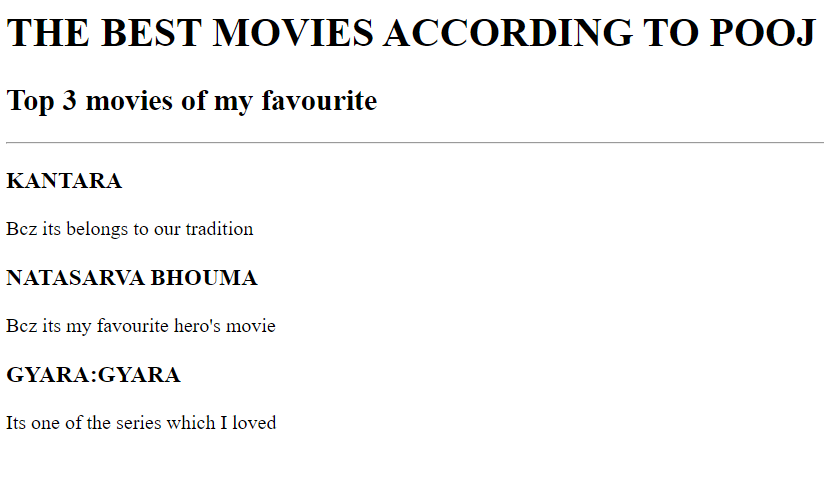 THE BEST MOVIES ACCORDING TO POOJ
Top 3 movies of my favourite
KANTARA
Bcz its belongs to our tradition
NATASARVA BHOUMA
Bcz its my favourite hero's movie
GYARA:GYARA
Its one of the series which I loved